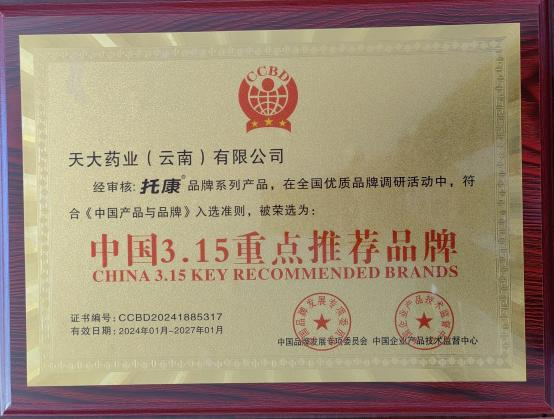 CCBD
天大药业（云南）有限公司
经审核：托康®品牌系列产品，在全国优质品牌调研活动中，符
合《中国产品与品牌》入选准则，被荣选为：
中国3.15重点推荐品牌
CHINA 3.15 KEY RECOMMENDED BRANDS
证书编号：CCBD20241885317
有效日期：2024年01月-2027年01月
中国品牌发展专项委员会 中国企业产品技术监督中心